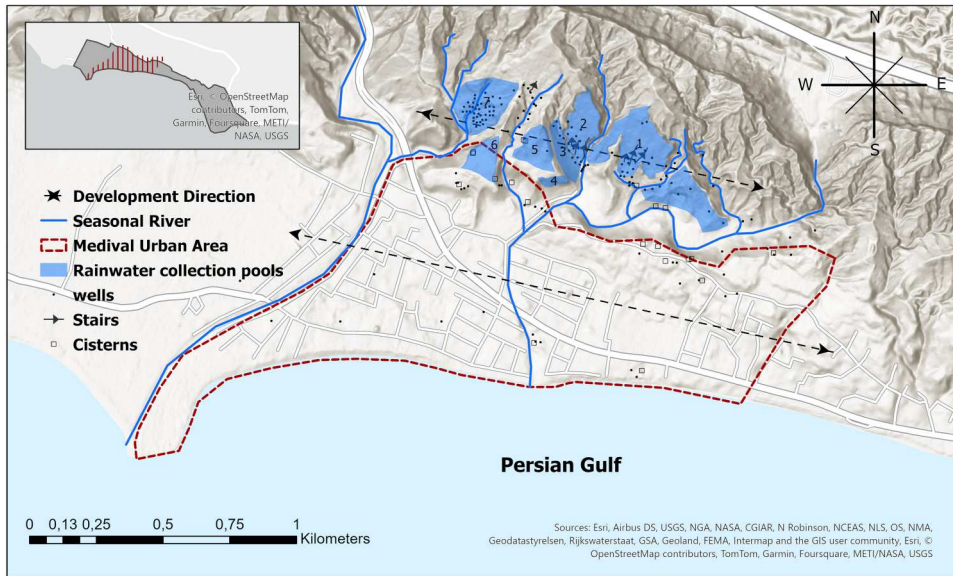 Esri, © OpenStreetMap
contributors, TomTom,
Garmin, Foursquare, METI/
NASA, USGS
N
W
E
S
7
2
1
6
5
3
4
Development Direction
Seasonal River
Medival Urban Area
Rainwater collection pools
wells
Stairs
Cisterns
Persian Gulf
0 0,13 0,25 0,5 0,75 1
Kilometers
Sources: Esri, Airbus DS, USGS, NGA, NASA, CGIAR, N Robinson, NCEAS, NLS, OS, NMA,
Geodatastyrelsen, Rijkswaterstaat, GSA, Geoland, FEMA, Intermap and the GIS user community, Esri, ©
OpenStreetMap contributors, TomTom, Garmin, Foursquare, METI/NASA, USGS